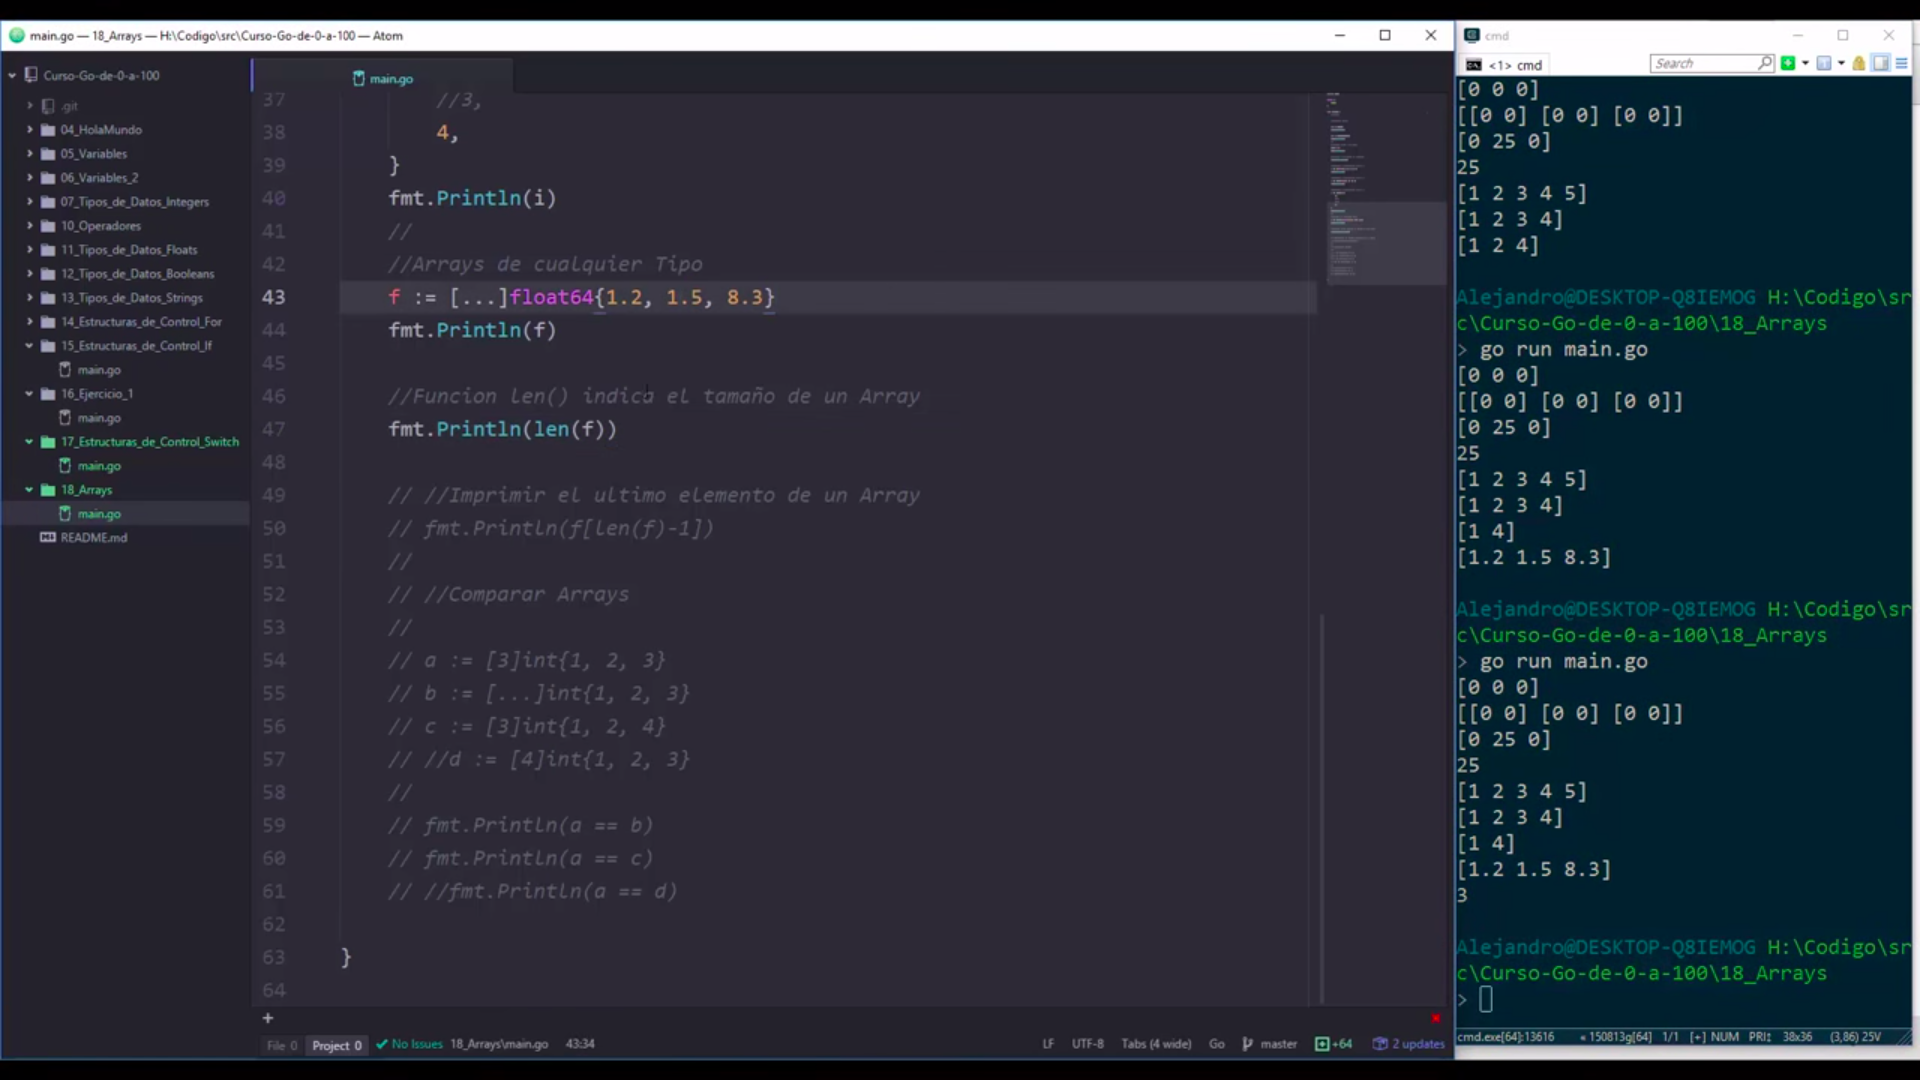 main.go — 18_Arrays — H:\Codigo\src\Curso-Go-de-0-a-100 — Atom
Curso-Go-de-0-a-100
.git
04_HolaMundo
05_Variables
06_Variables_2
07_Tipos_de_Datos_Integers
10_Operadores
11_Tipos_de_Datos_Floats
12_Tipos_de_Datos_Booleans
13_Tipos_de_Datos_Strings
14_Estructuras_de_Control_For
15_Estructuras_de_Control_If
main.go
16_Ejercicio_1
main.go
17_Estructuras_de_Control_Switch
main.go
18_Arrays
main.go
README.md
main.go
37 //3,
38 4,
39 }
40 fmt.Println(i)
41 //
42 //Arrays de cualquier Tipo
43 f := [...]float64{1.2, 1.5, 8.3}
44 fmt.Println(f)
45
46 //Funcion len() indica el tamaño de un Array
47 fmt.Println(len(f))
48
49 // //Imprimir el ultimo elemento de un Array
50 // fmt.Println(f[len(f)-1])
51 //
52 // //Comparar Arrays
53 //
54 // a := [3]int{1, 2, 3}
55 // b := [...]int{1, 2, 3}
56 // c := [3]int{1, 2, 4}
57 // //d := [4]int{1, 2, 3}
58 //
59 // fmt.Println(a == b)
60 // fmt.Println(a == c)
61 // //fmt.Println(a == d)
62
63 }
64
+
File 0 Project 0 No Issues 18_Arrays\main.go 43:34 LF UTF-8 Tabs (4 wide) Go master +64 2 updates
cmd
<1> cmd Search
[0 0 0]
[[0 0] [0 0] [0 0]]
[0 25 0]
25
[1 2 3 4 5]
[1 2 3 4]
[1 2 4]
Alejandro@DESKTOP-Q8IEMOG H:\Codigo\sr
c\Curso-Go-de-0-a-100\18_Arrays
> go run main.go
[0 0 0]
[[0 0] [0 0] [0 0]]
[0 25 0]
25
[1 2 3 4 5]
[1 2 3 4]
[1 4]
[1.2 1.5 8.3]
Alejandro@DESKTOP-Q8IEMOG H:\Codigo\sr
c\Curso-Go-de-0-a-100\18_Arrays
> go run main.go
[0 0 0]
[[0 0] [0 0] [0 0]]
[0 25 0]
25
[1 2 3 4 5]
[1 2 3 4]
[1 4]
[1.2 1.5 8.3]
3
Alejandro@DESKTOP-Q8IEMOG H:\Codigo\sr
c\Curso-Go-de-0-a-100\18_Arrays
>
cmd.exe[64]:13616 « 150813g[64] 1/1 [+] NUM PRI↕ 38x36 (3,86) 25V